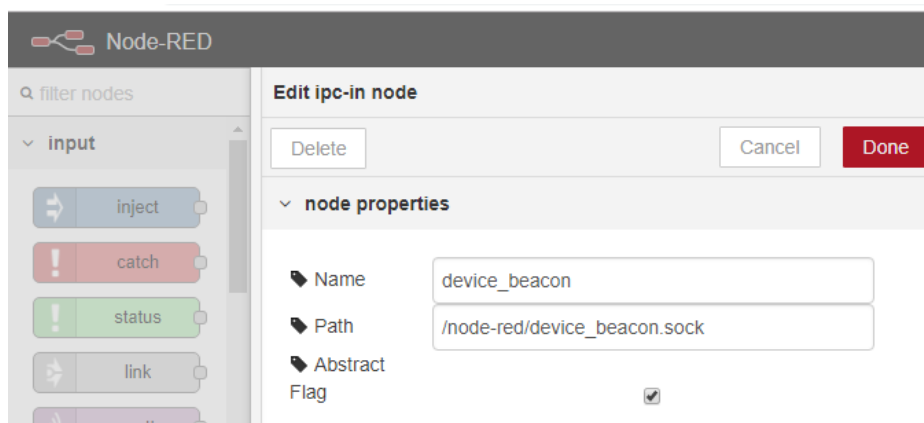 Node-RED
filter nodes
input
inject
catch
status
link
Edit ipc-in node
Delete
Cancel
Done
node properties
Name
device_beacon
Path
/node-red/device_beacon.sock
Abstract
Flag